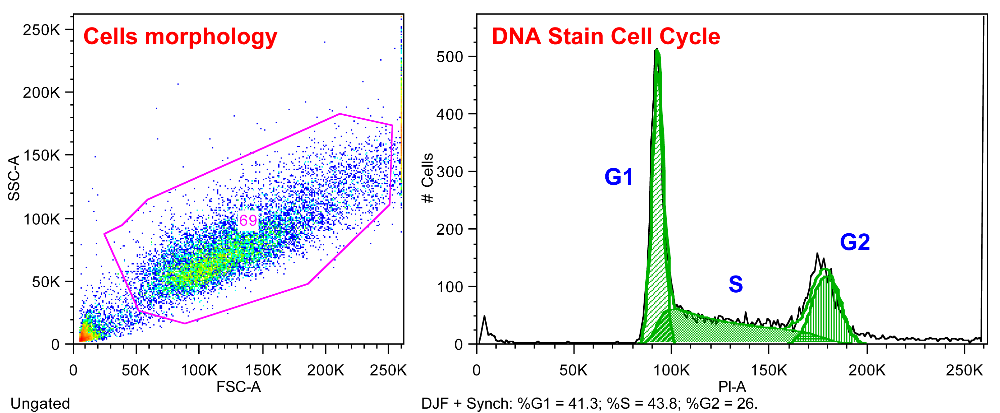 Cells morphology
250K
200K
150K
100K
50K
0
SSC-A
69
0 50K 100K 150K 200K 250K
FSC-A
Ungated
DNA Stain Cell Cycle
500
400
300
200
100
0
# Cells
G1
S
G2
0 50K 100K 150K 200K 250K
PI-A
DJF + Synch: %G1 = 41.3; %S = 43.8; %G2 = 26.